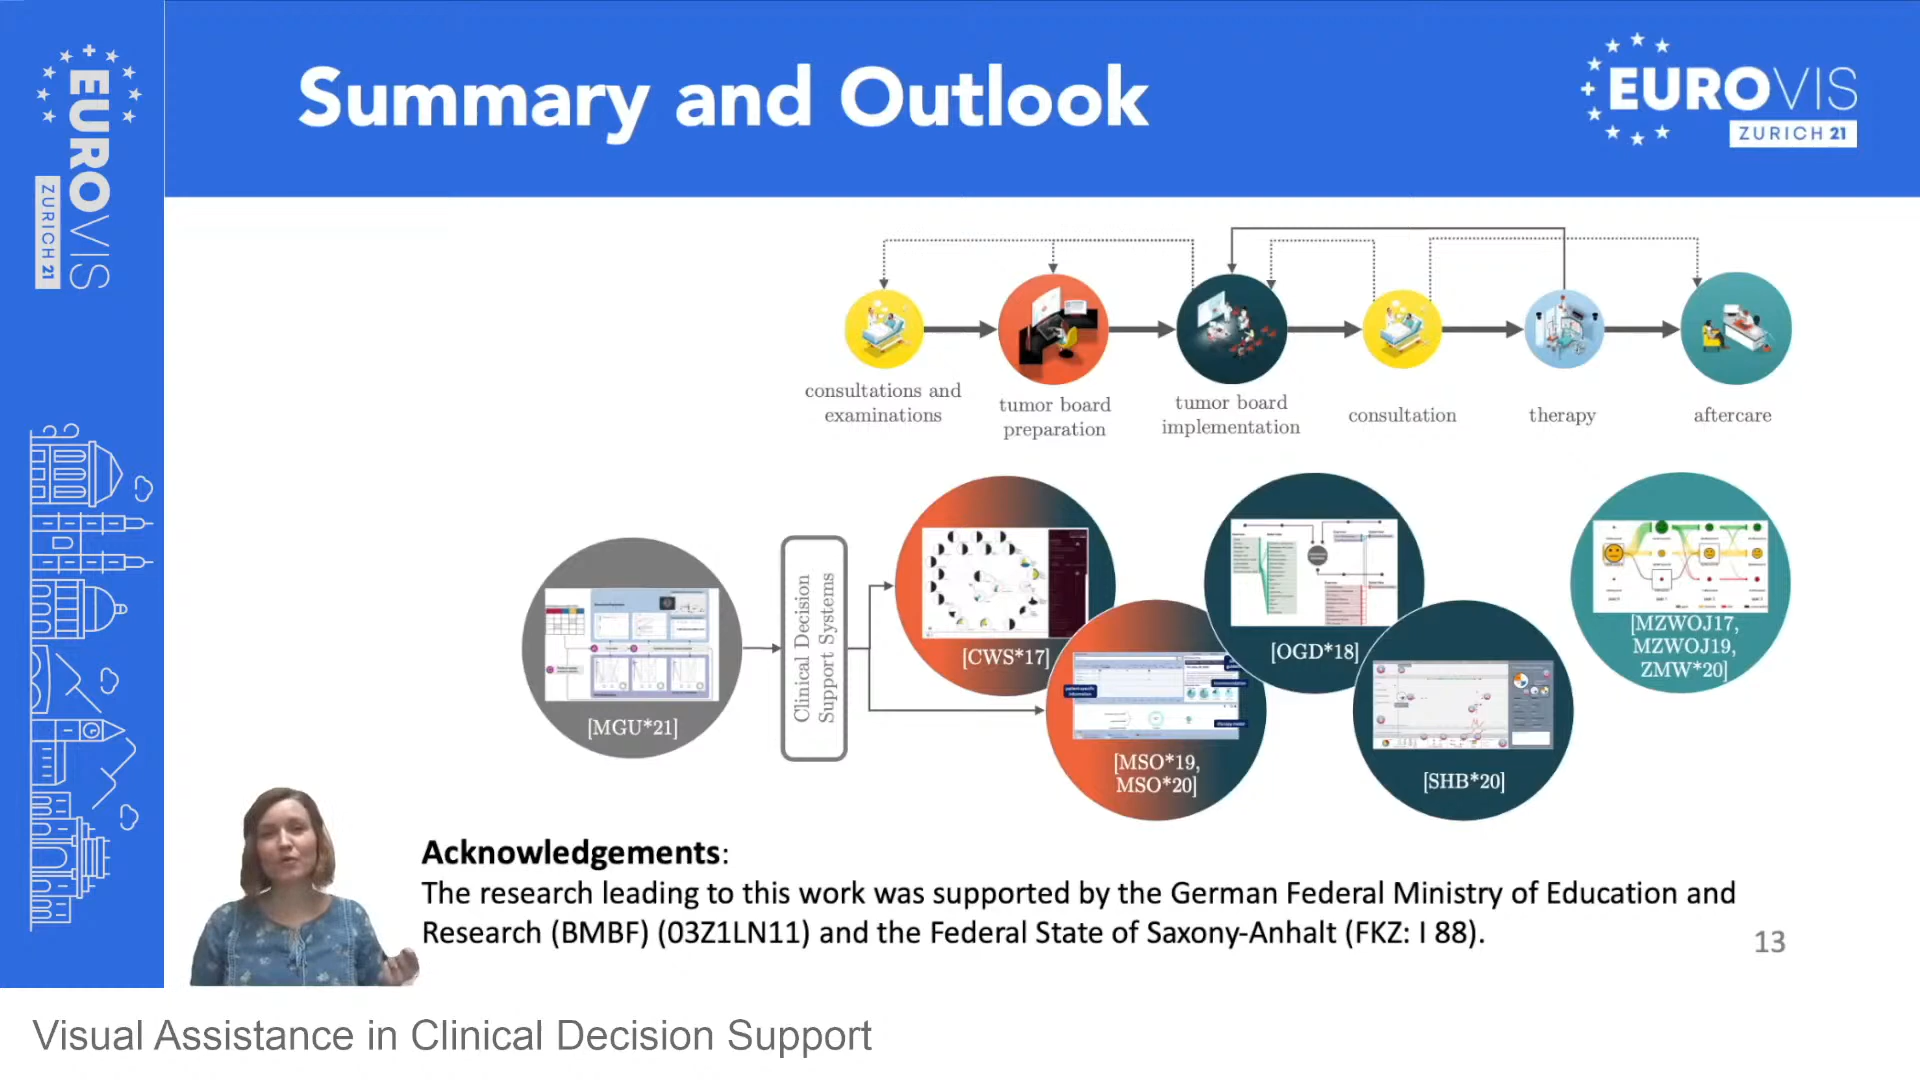 Summary and Outlook
EUROVIS
ZURICH 21
EUROVIS
ZURICH 21
consultations and
examinations
tumor board
preparation
tumor board
implementation
consultation
therapy
aftercare
[MGU*21]
Clinical Decision
Support Systems
[CWS*17]
[MSO*19,
MSO*20]
[OGD*18]
[SHB*20]
[MZWOJ17,
MZWOJ19,
ZMW*20]
Acknowledgements:
The research leading to this work was supported by the German Federal Ministry of Education and
Research (BMBF) (03Z1LN11) and the Federal State of Saxony-Anhalt (FKZ: I 88).
13
Visual Assistance in Clinical Decision Support